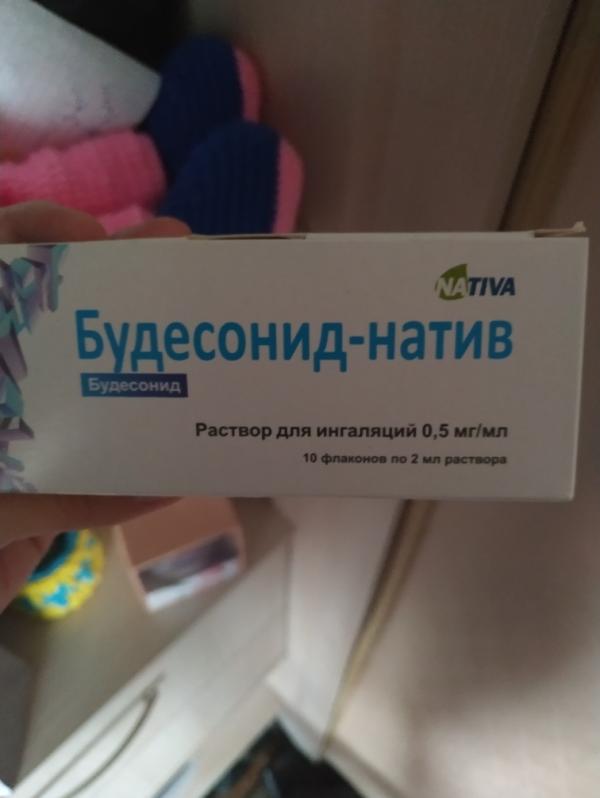 NATIVA
Будесонид-натив
Будесонид
Раствор для ингаляций 0,5 мг/мл
10 флаконов по 2 мл раствора